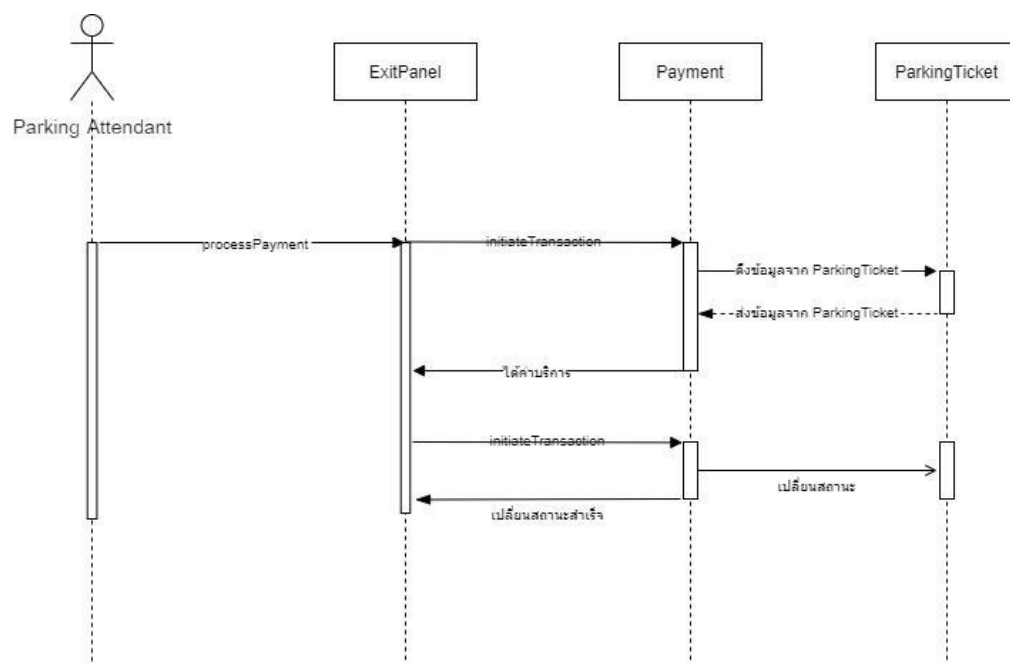 ExitPanel
Payment
ParkingTicket
Parking Attendant
processPayment
initiateTransaction
ดึงข้อมูลจาก ParkingTicket
ส่งข้อมูลจาก ParkingTicket
ได้ค่าบริการ
initiateTransaction
เปลี่ยนสถานะ
เปลี่ยนสถานะสำเร็จ